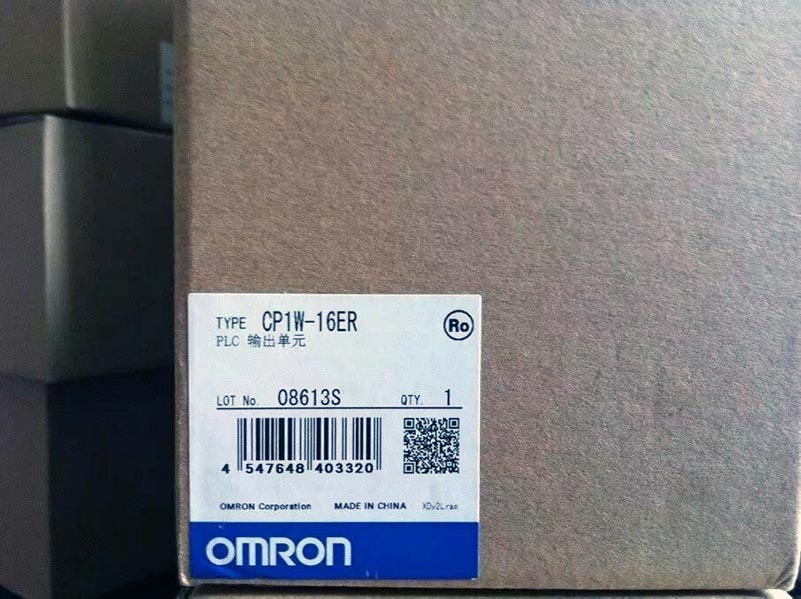 TYPE CP1W-16ER
Ro
PLC 输出单元
LOT No. 08613S QTY. 1
4 547648 403320
OMRON Corporation MADE IN CHINA
OMRON